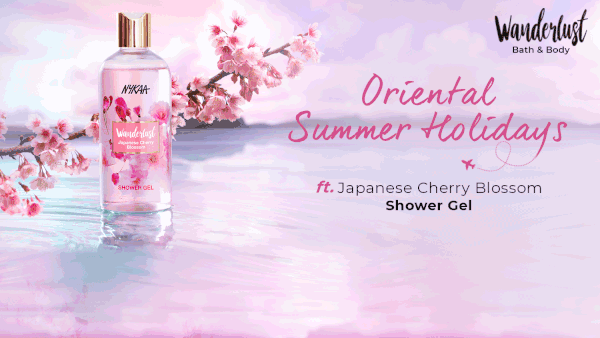 Wanderlust
Bath & Body
Oriental
Summer Holidays
ft. Japanese Cherry Blossom
Shower Gel
NYKAA
Wanderlust
Japanese Cherry
Blossom
SHOWER GEL